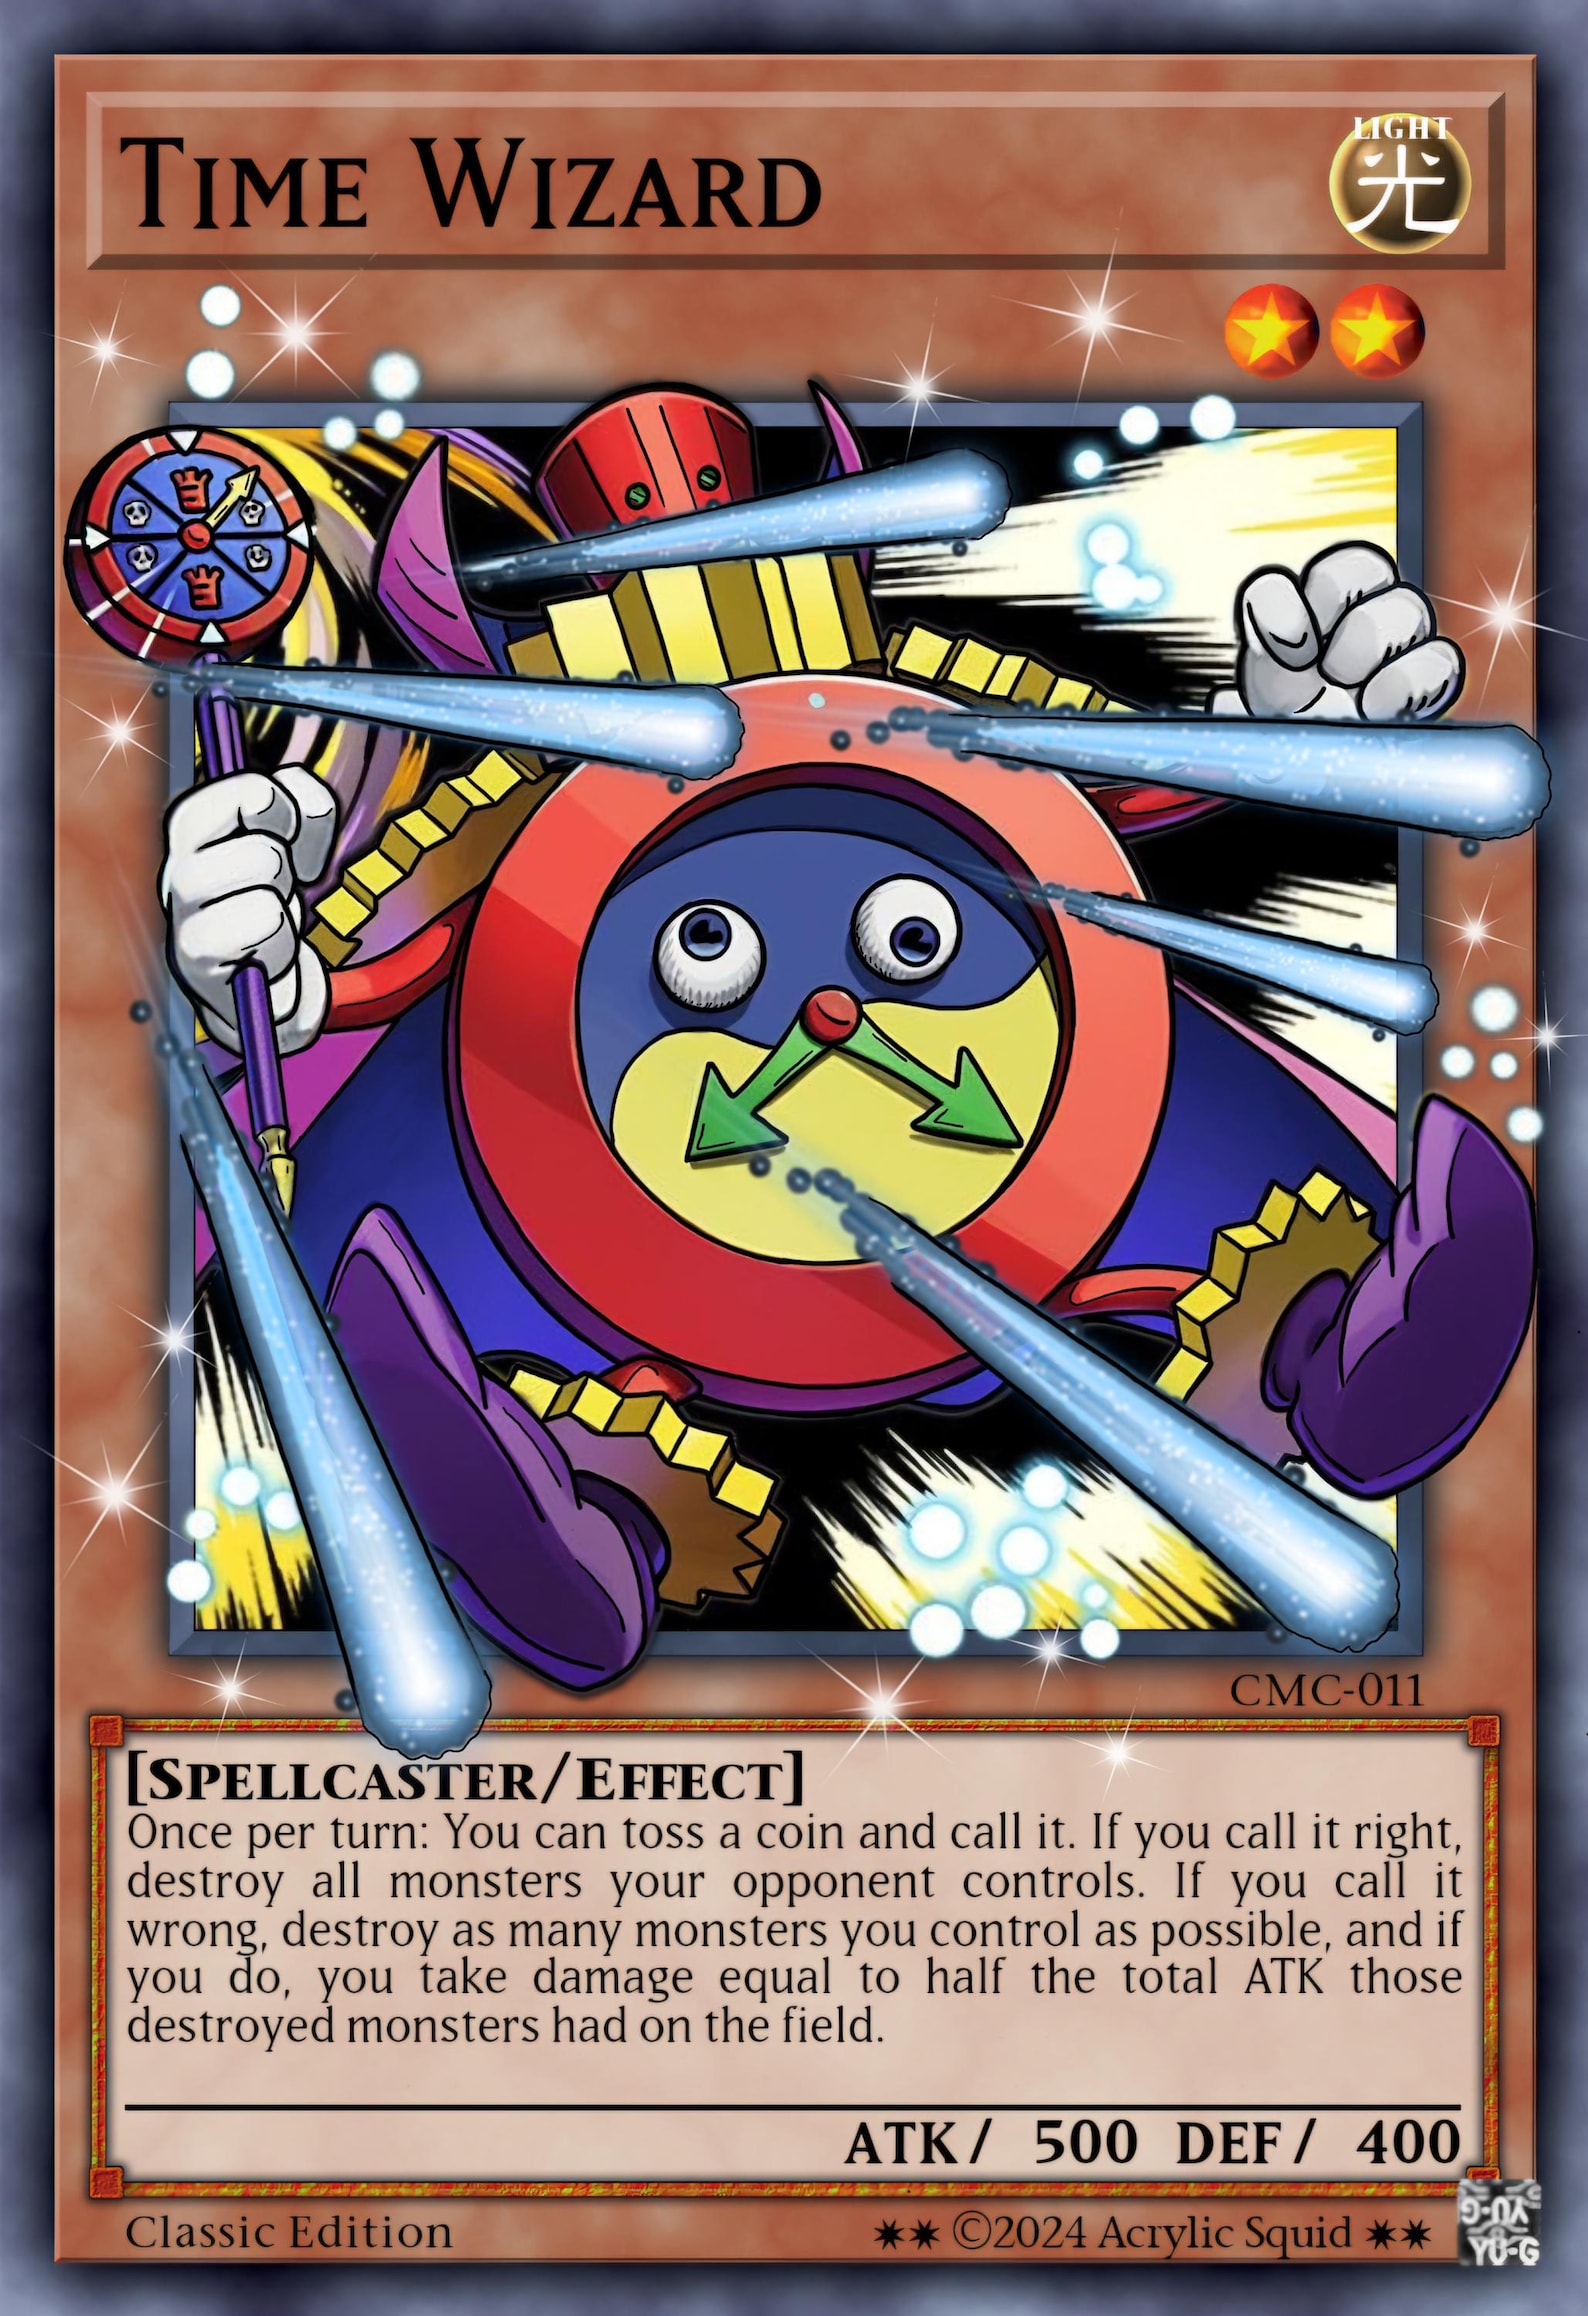 Time Wizard
LIGHT
光
CMC-011
[Spellcaster/Effect]
Once per turn: You can toss a coin and call it. If you call it right,
destroy all monsters your opponent controls. If you call it
wrong, destroy as many monsters you control as possible, and if
you do, you take damage equal to half the total ATK those
destroyed monsters had on the field.
ATK/ 500 DEF/ 400
Classic Edition
©2024 Acrylic Squid
YU-G